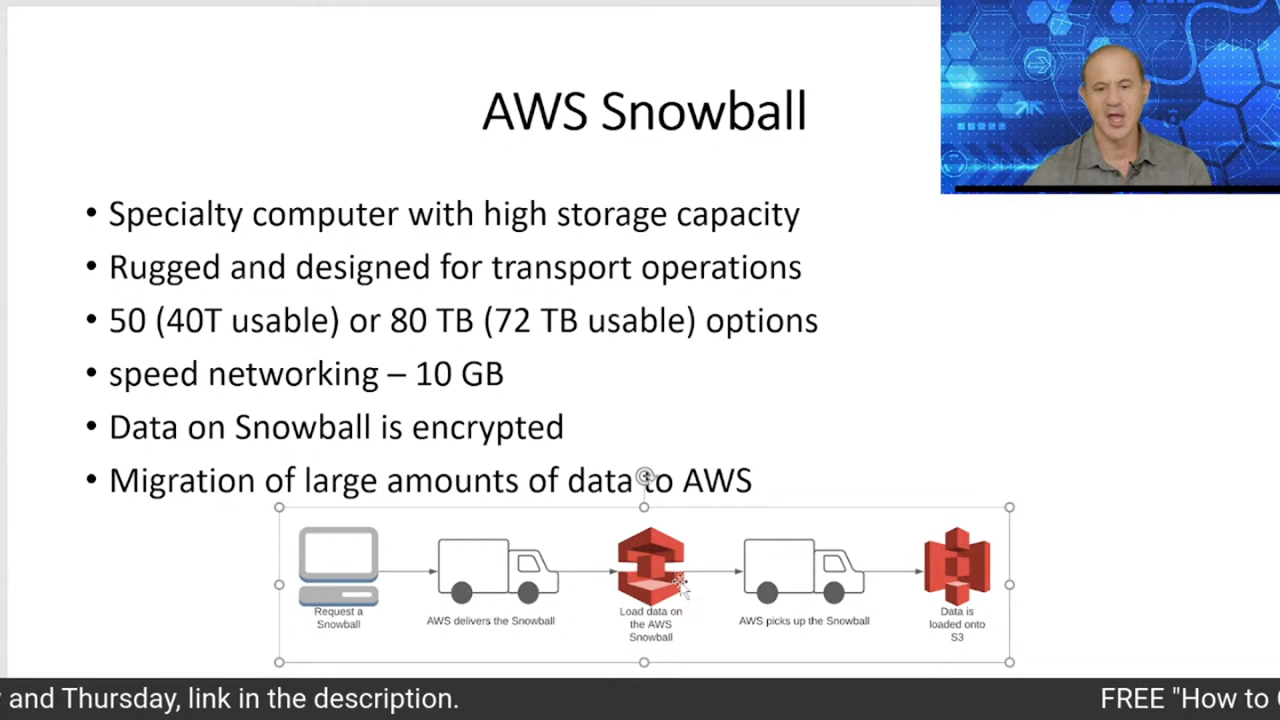 AWS Snowball
• Specialty computer with high storage capacity
• Rugged and designed for transport operations
• 50 (40T usable) or 80 TB (72 TB usable) options
• speed networking – 10 GB
• Data on Snowball is encrypted
• Migration of large amounts of data to AWS
Request a
Snowball
AWS delivers the Snowball
Load data on
the AWS
Snowball
AWS picks up the Snowball
Data is
loaded onto
S3
and Thursday, link in the description.
FREE "How to